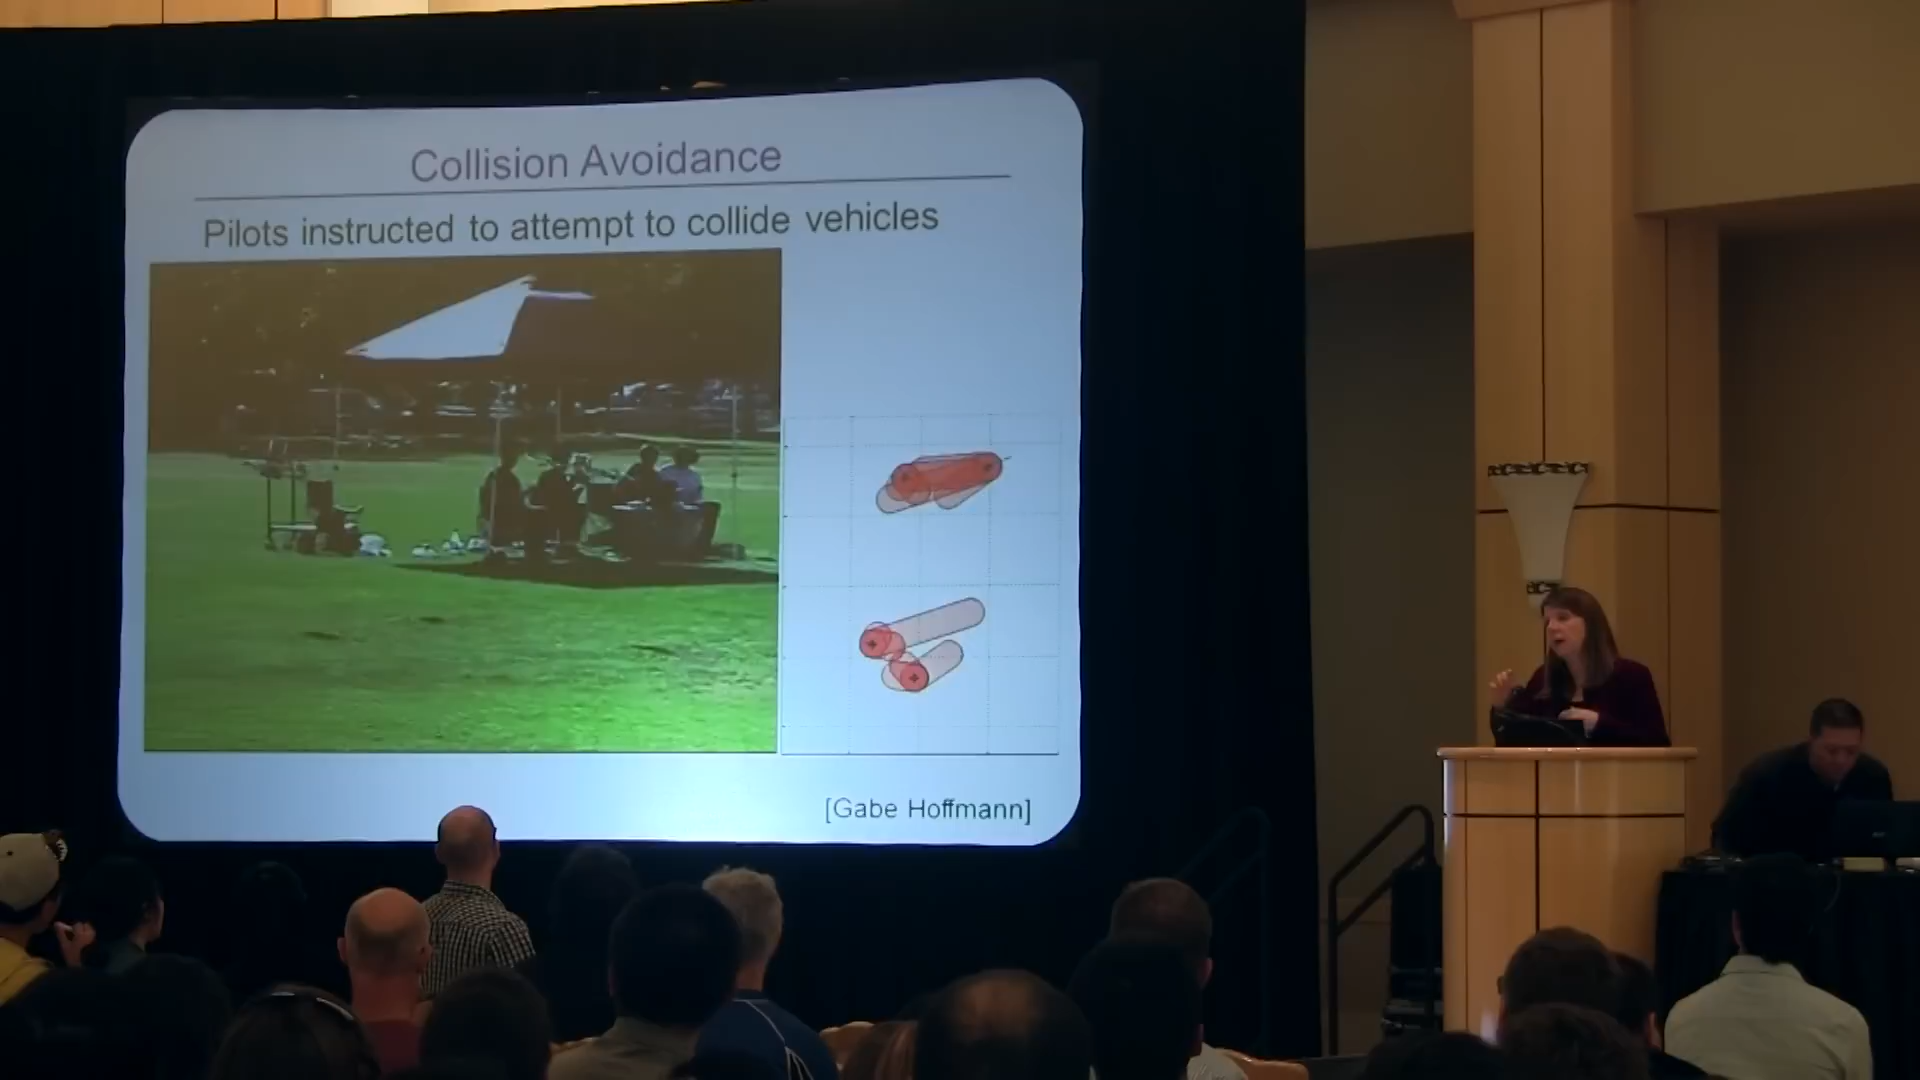 Collision Avoidance
Pilots instructed to attempt to collide vehicles
[Gabe Hoffmann]